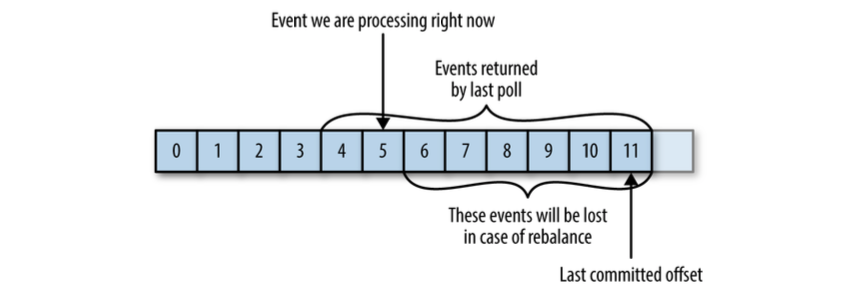 Event we are processing right now
Events returned
by last poll
0 1 2 3 4 5 6 7 8 9 10 11
These events will be lost
in case of rebalance
Last committed offset